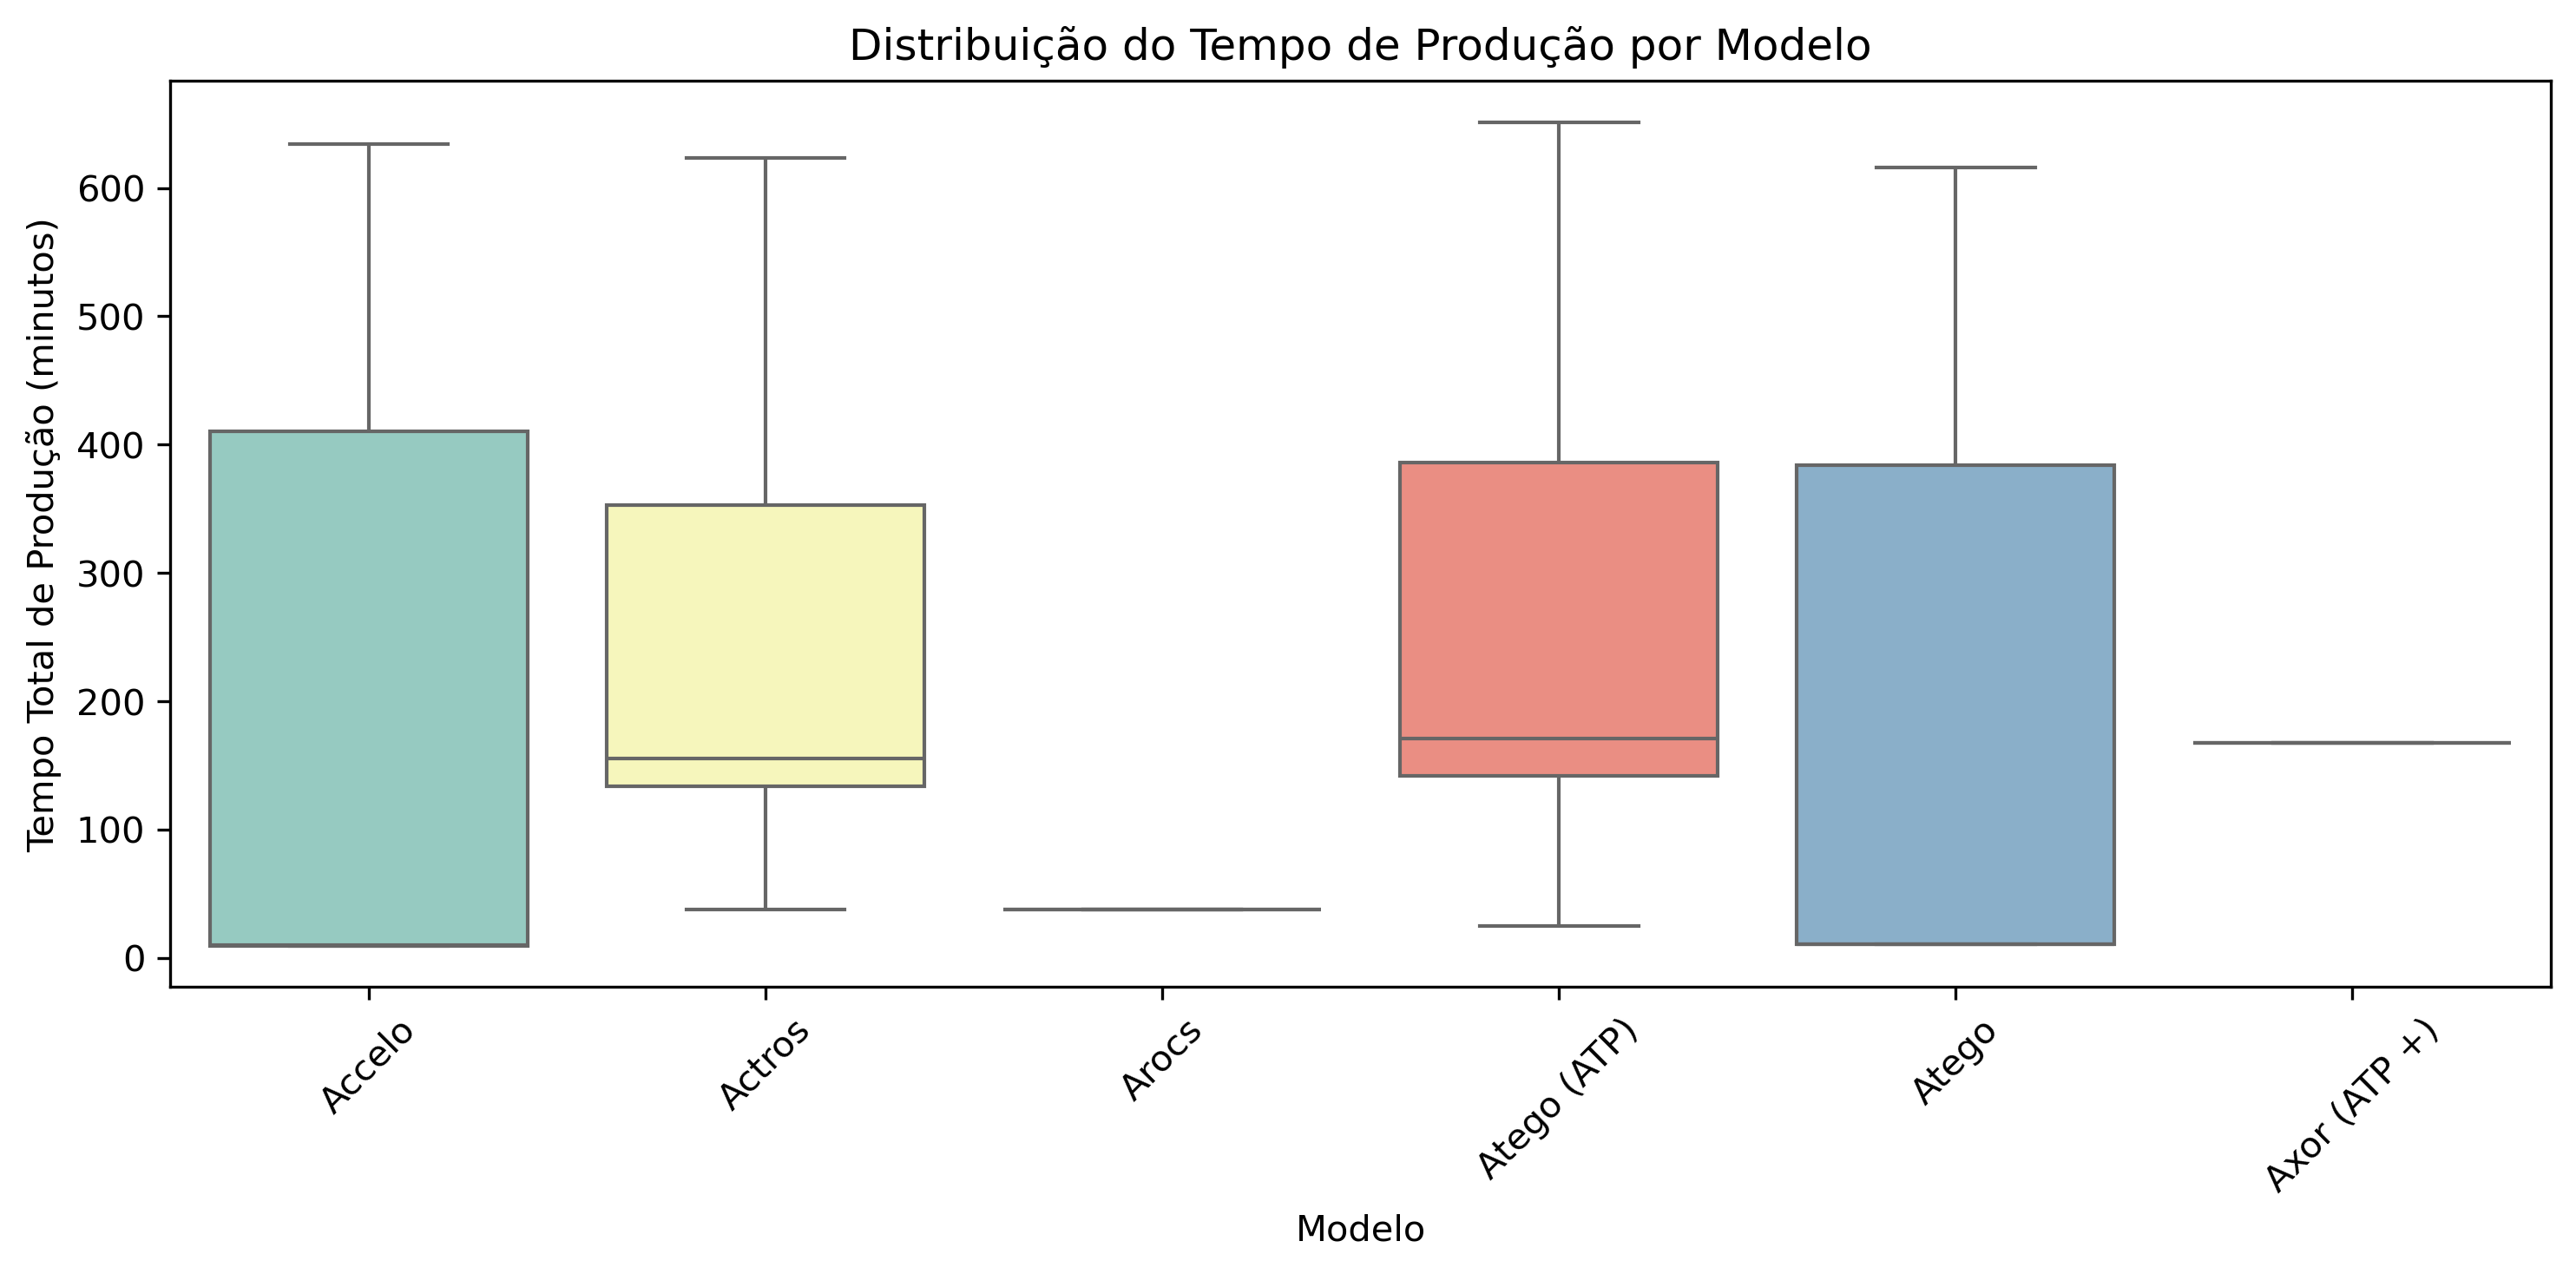 Distribuição do Tempo de Produção por Modelo
Tempo Total de Produção (minutos)
600
500
400
300
200
100
0
Accelo
Actros
Arocs
Atego (ATP)
Atego
Axor (ATP +)
Modelo